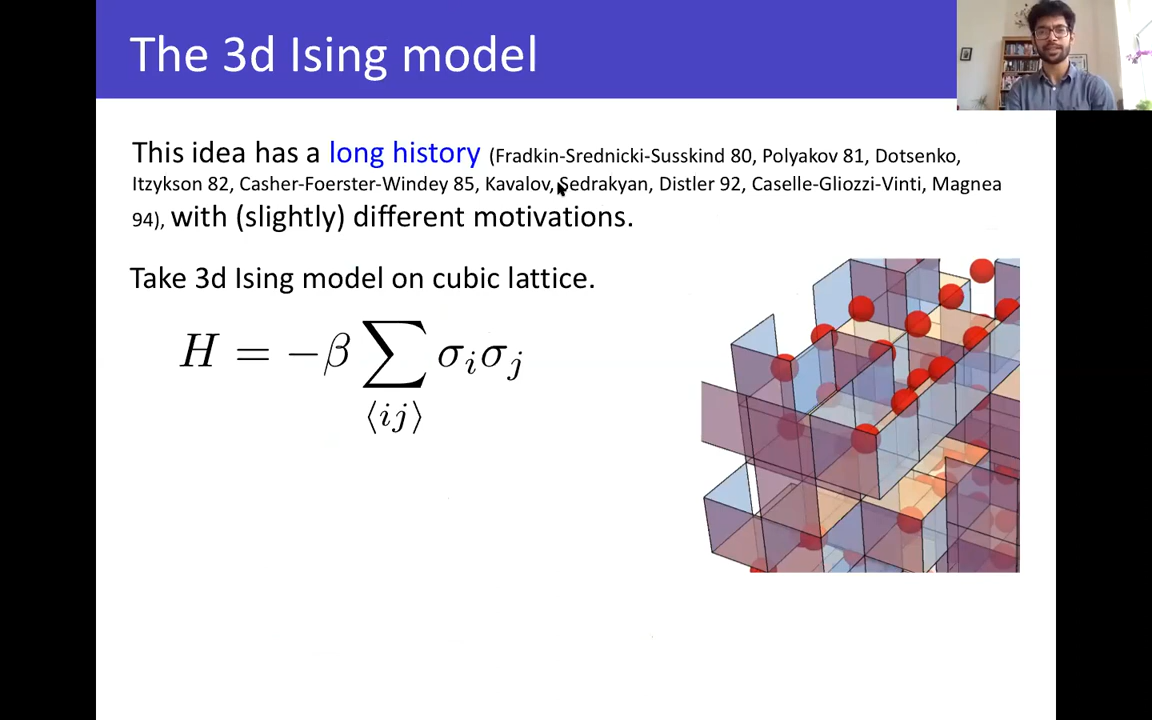 The 3d Ising model
This idea has a long history (Fradkin-Srednicki-Susskind 80, Polyakov 81, Dotsenko,
Itzykson 82, Casher-Foerster-Windey 85, Kavalov, Sedrakyan, Distler 92, Caselle-Gliozzi-Vinti, Magnea
94), with (slightly) different motivations.
Take 3d Ising model on cubic lattice.
H = −β ∑ σ_i σ_j
⟨ij⟩